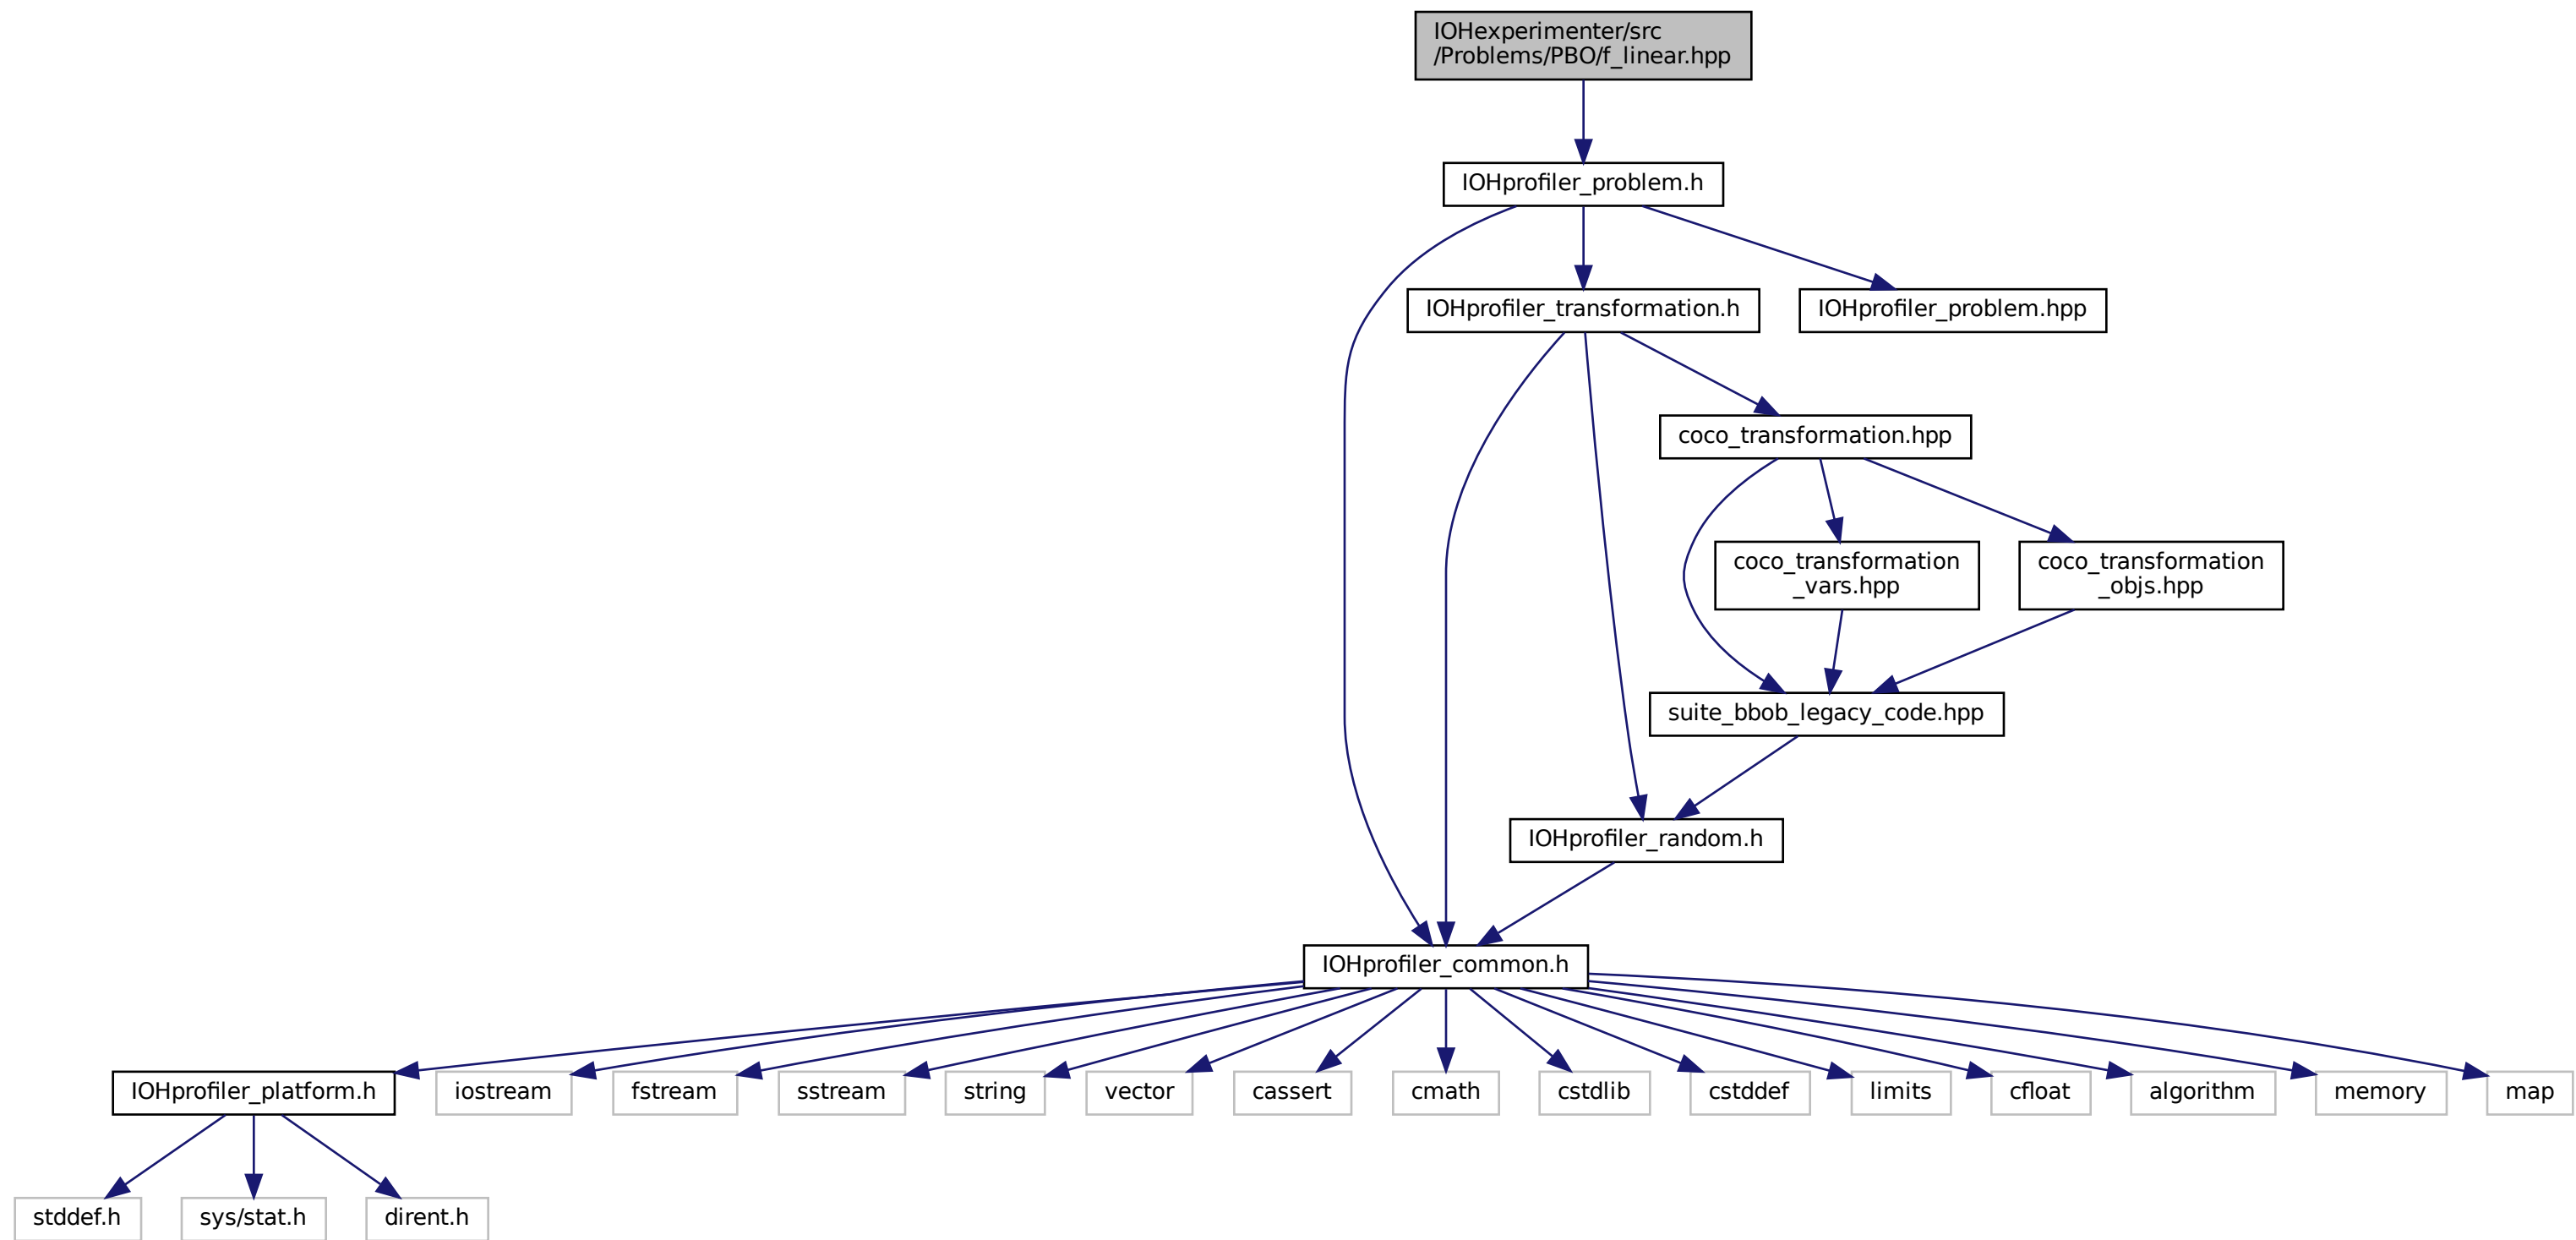 IOHexperimenter/src
/Problems/PBO/f_linear.hpp
IOHprofiler_problem.h
IOHprofiler_transformation.h
IOHprofiler_problem.hpp
coco_transformation.hpp
coco_transformation
_vars.hpp
coco_transformation
_objs.hpp
suite_bbob_legacy_code.hpp
IOHprofiler_random.h
IOHprofiler_common.h
IOHprofiler_platform.h
iostream
fstream
sstream
string
vector
cassert
cmath
cstdlib
cstddef
limits
cfloat
algorithm
memory
map
stddef.h
sys/stat.h
dirent.h